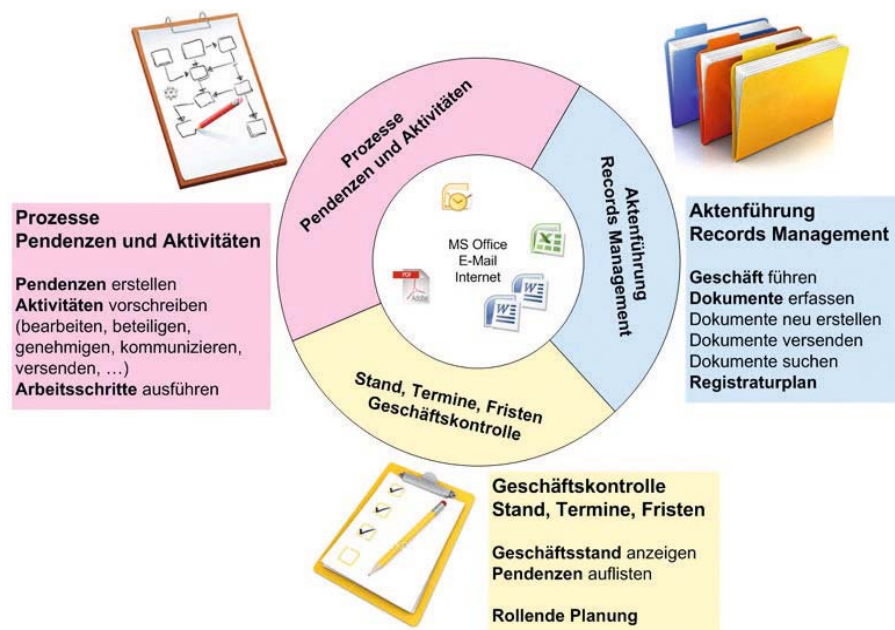 Prozesse
Pendenzen und Aktivitäten
Aktenführung
Records Management
Stand, Termine, Fristen
Geschäftskontrolle
MS Office
E-Mail
Internet
PDF
Adobe
Prozesse
Pendenzen und Aktivitäten
Pendenzen erstellen
Aktivitäten vorschreiben
(bearbeiten, beteiligen,
genehmigen, kommunizieren,
versenden, …)
Arbeitsschritte ausführen
Aktenführung
Records Management
Geschäft führen
Dokumente erfassen
Dokumente neu erstellen
Dokumente versenden
Dokumente suchen
Registraturplan
Geschäftskontrolle
Stand, Termine, Fristen
Geschäftsstand anzeigen
Pendenzen auflisten
Rollende Planung